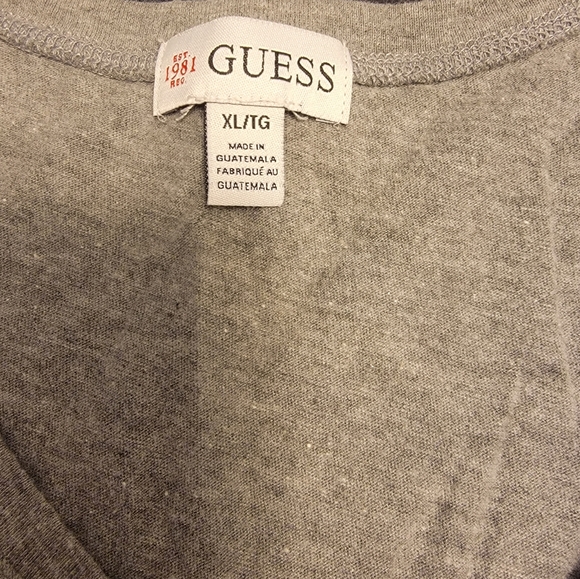 EST.
1981
REG.
GUESS
XL/TG
MADE IN
GUATEMALA
FABRIQUÉ AU
GUATEMALA